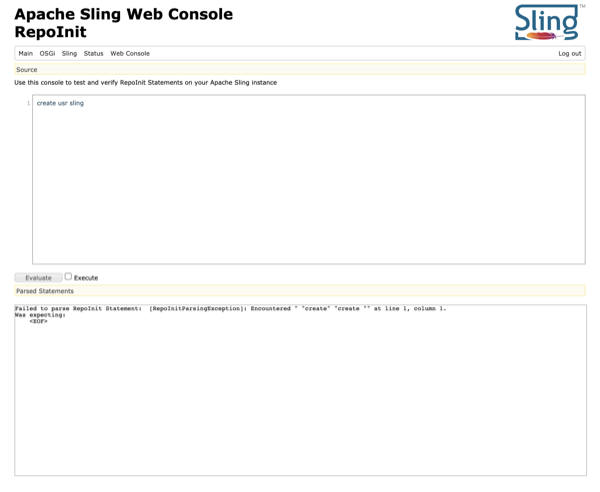 Apache Sling Web Console
RepoInit
Sling™
Main OSGi Sling Status Web Console Log out
Source
Use this console to test and verify RepoInit Statements on your Apache Sling instance
1 create usr sling
Evaluate Execute
Parsed Statements
Failed to parse RepoInit Statement: [RepoInitParsingException]: Encountered " "create" "create "" at line 1, column 1.
Was expecting:
<EOF>